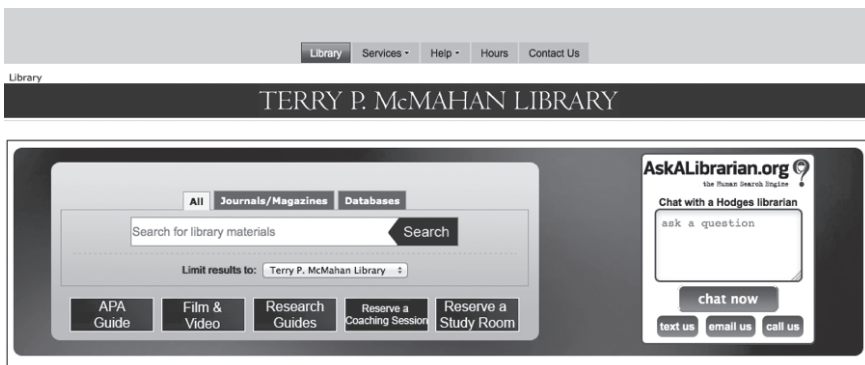 Library Services Help Hours Contact Us
Library
TERRY P. McMAHAN LIBRARY
All Journals/Magazines Databases
Search for library materials Search
Limit results to: Terry P. McMahan Library
APA
Guide
Film &
Video
Research
Guides
Reserve a
Coaching Session
Reserve a
Study Room
AskALibrarian.org
the Human Search Engine
Chat with a Hodges librarian
ask a question
chat now
text us email us call us